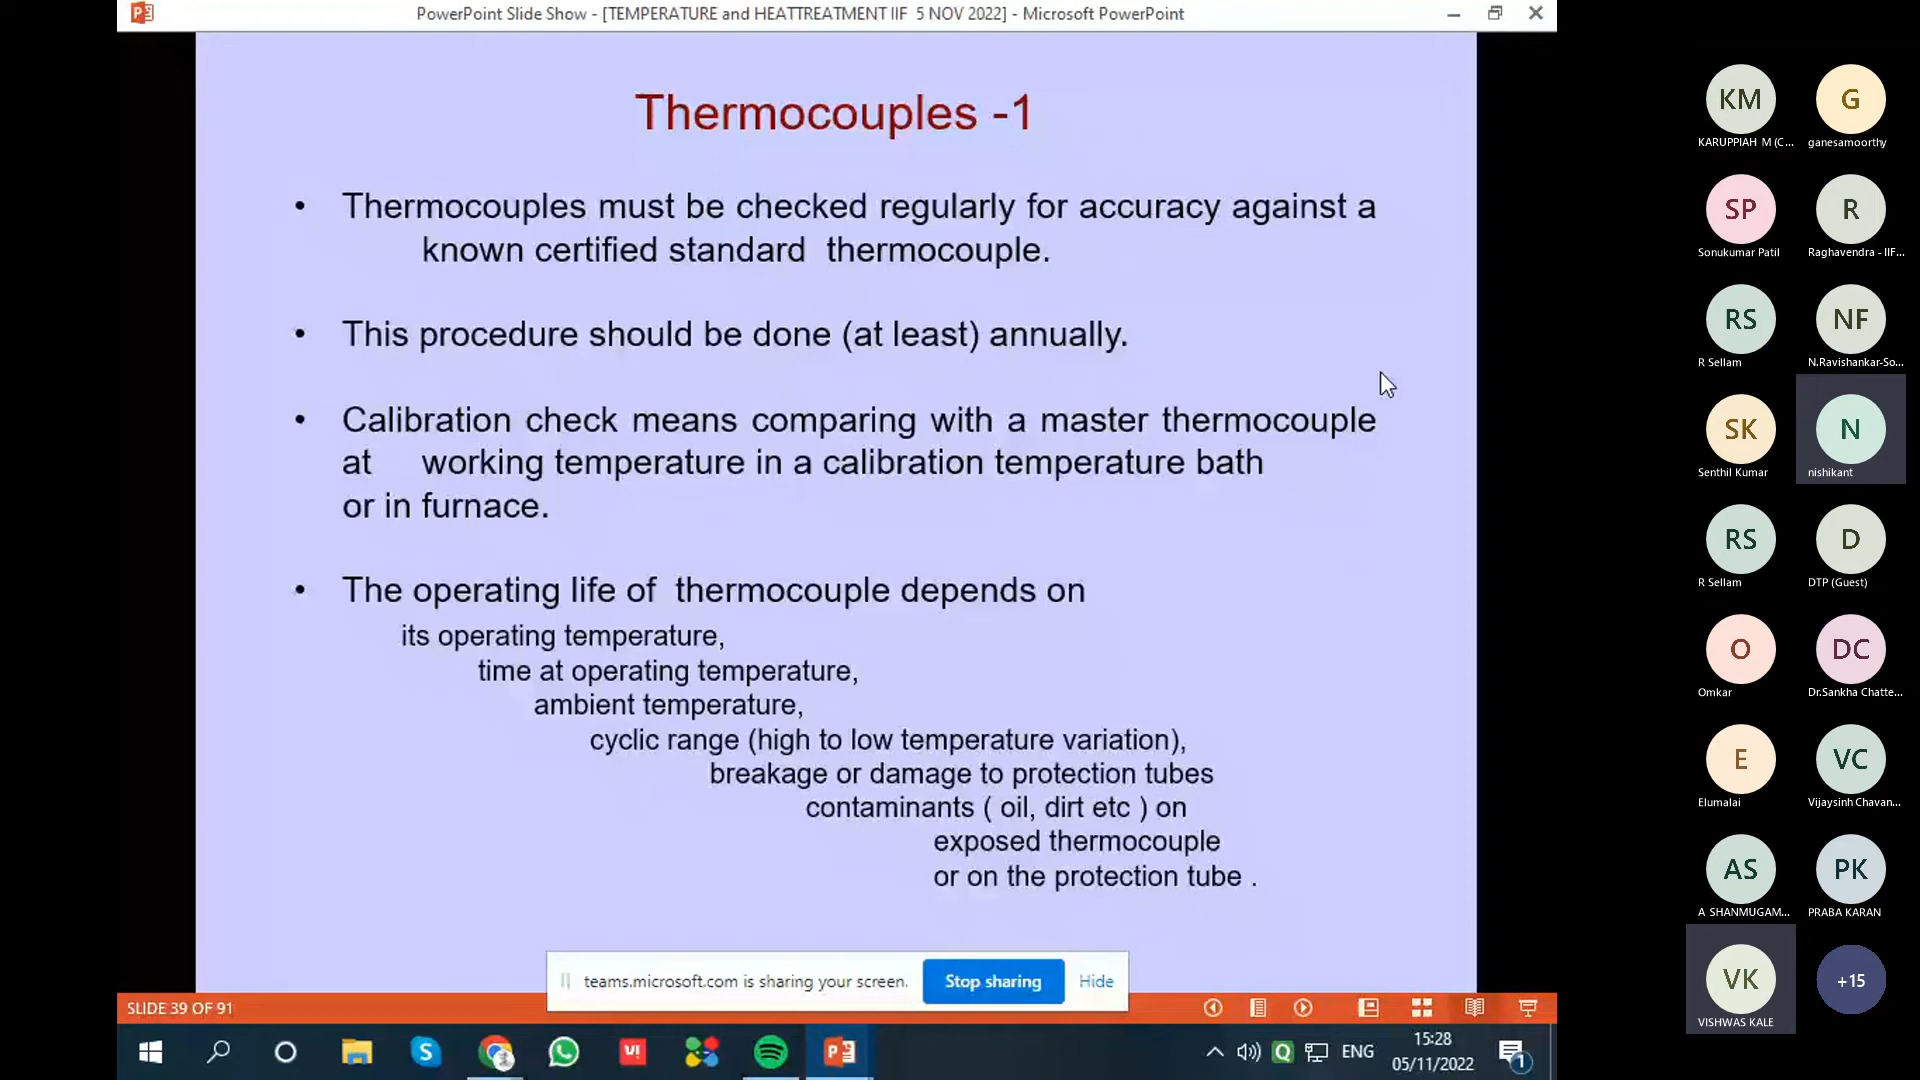 PowerPoint Slide Show - [TEMPERATURE and HEATTREATMENT IIF 5 NOV 2022] - Microsoft PowerPoint
Thermocouples -1
• Thermocouples must be checked regularly for accuracy against a
known certified standard thermocouple.
• This procedure should be done (at least) annually.
• Calibration check means comparing with a master thermocouple
at working temperature in a calibration temperature bath
or in furnace.
• The operating life of thermocouple depends on
its operating temperature,
time at operating temperature,
ambient temperature,
cyclic range (high to low temperature variation),
breakage or damage to protection tubes
contaminants ( oil, dirt etc ) on
exposed thermocouple
or on the protection tube .
teams.microsoft.com is sharing your screen. Stop sharing Hide
SLIDE 39 OF 91
ENG
15:28
05/11/2022
1
KM G
KARUPPIAH M (C... ganesamoorthy
SP R
Sonukumar Patil Raghavendra - IIF...
RS NF
R Sellam N.Ravishankar-So...
SK N
Senthil Kumar nishikant
RS D
R Sellam DTP (Guest)
O DC
Omkar Dr.Sankha Chatte...
E VC
Elumalai Vijaysinh Chavan...
AS PK
A SHANMUGAM... PRABA KARAN
VK +15
VISHWAS KALE